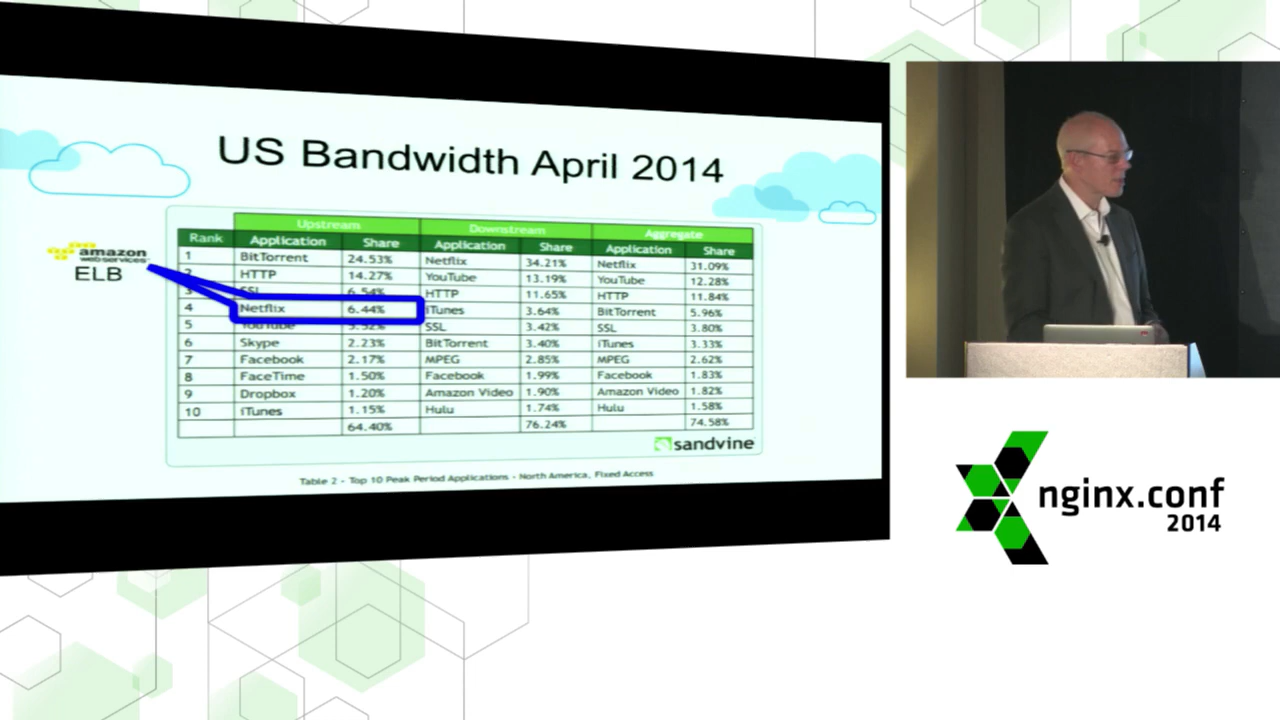 US Bandwidth April 2014
amazon
web services
ELB
Upstream Downstream Aggregate
Rank Application Share Application Share Application Share
1 BitTorrent 24.53% Netflix 34.21% Netflix 31.09%
2 HTTP 14.27% YouTube 13.19% YouTube 12.28%
3 SSL 6.54% HTTP 11.65% HTTP 11.84%
4 Netflix 6.44% iTunes 3.64% BitTorrent 5.96%
5 YouTube 5.52% SSL 3.42% SSL 3.80%
6 Skype 2.23% BitTorrent 3.40% iTunes 3.33%
7 Facebook 2.17% MPEG 2.85% MPEG 2.62%
8 FaceTime 1.50% Facebook 1.99% Facebook 1.83%
9 Dropbox 1.20% Amazon Video 1.90% Amazon Video 1.82%
10 iTunes 1.15% Hulu 1.74% Hulu 1.58%
64.40% 76.24% 74.58%
sandvine
Table 2 - Top 10 Peak Period Applications - North America, Fixed Access
nginx.conf
2014